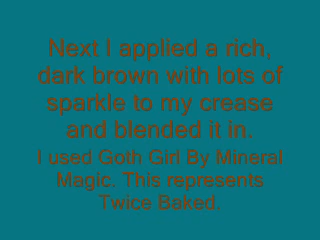 Next I applied a rich,
dark brown with lots of
sparkle to my crease
and blended it in.
I used Goth Girl By Mineral
Magic. This represents
Twice Baked.